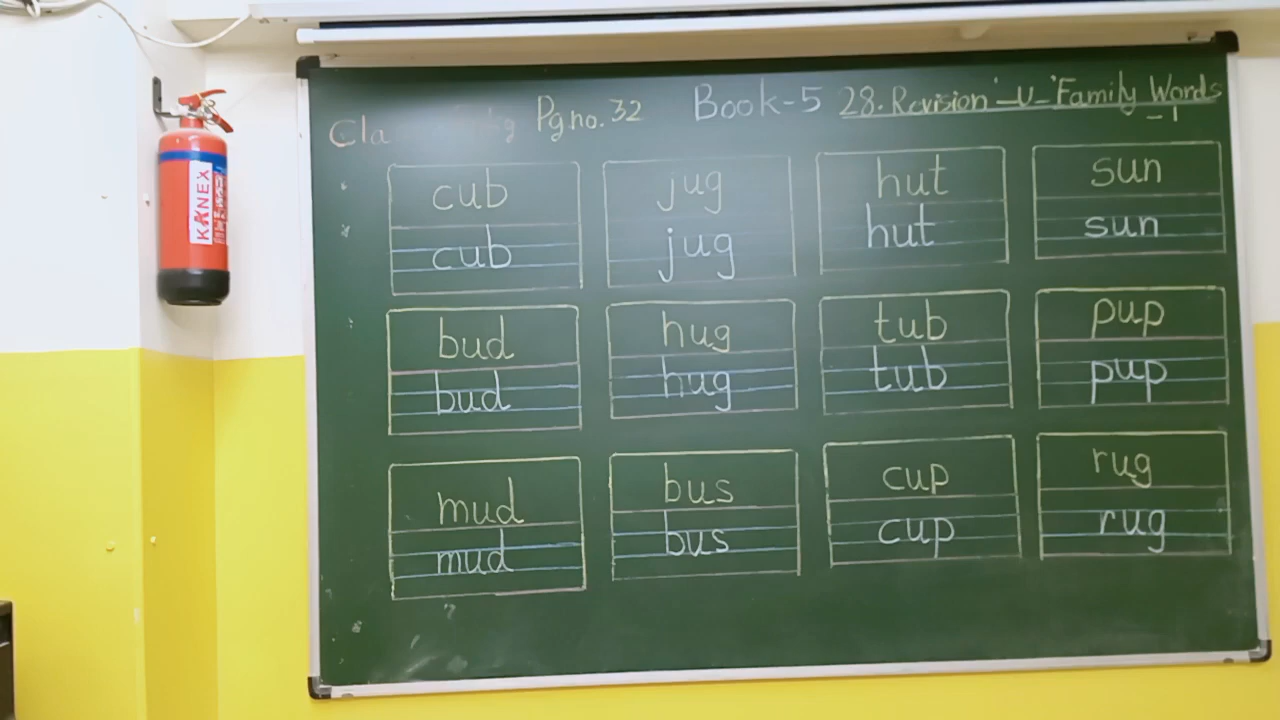 Pg no. 32 Book-5 28. Revision '-u-' Family Words
-1
cub jug hut sun
cub jug hut sun
bud hug tub pup
bud hug tub pup
mud bus cup rug
mud bus cup rug
KANEX